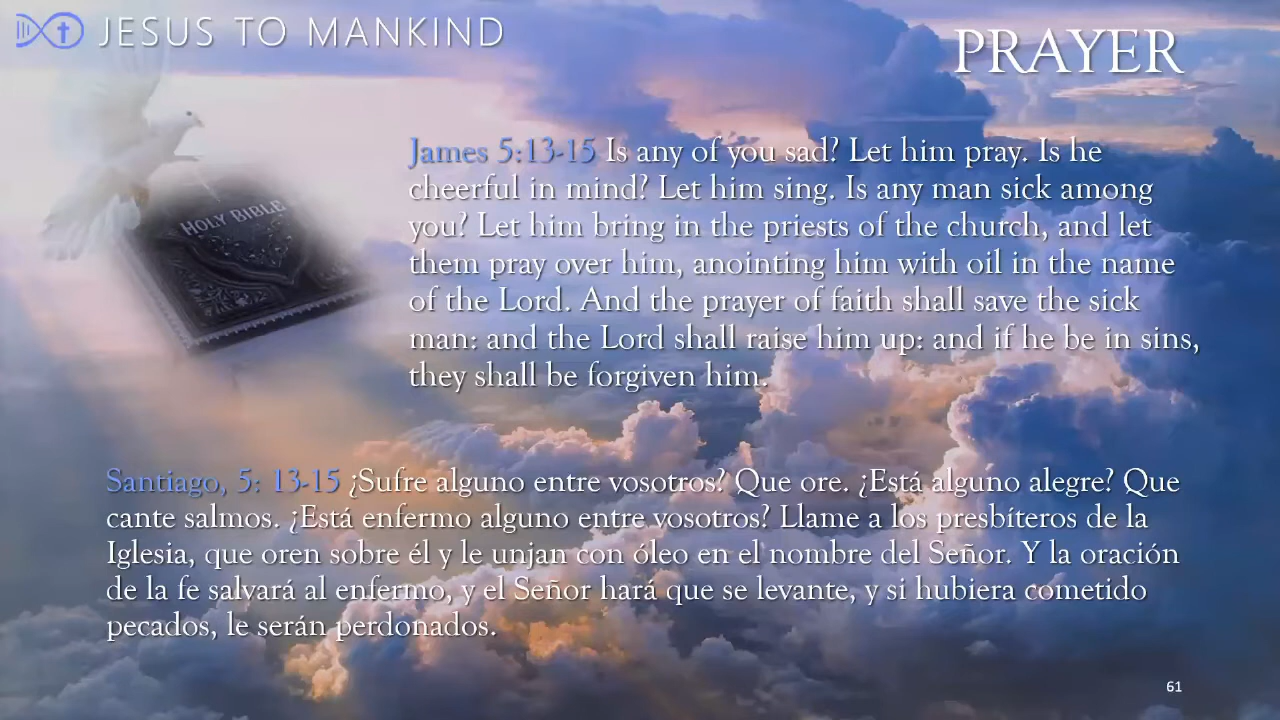 JESUS TO MANKIND
PRAYER
HOLY BIBLE
James 5:13-15 Is any of you sad? Let him pray. Is he
cheerful in mind? Let him sing. Is any man sick among
you? Let him bring in the priests of the church, and let
them pray over him, anointing him with oil in the name
of the Lord. And the prayer of faith shall save the sick
man: and the Lord shall raise him up: and if he be in sins,
they shall be forgiven him.
Santiago, 5: 13-15 ¿Sufre alguno entre vosotros? Que ore. ¿Está alguno alegre? Que
cante salmos. ¿Está enfermo alguno entre vosotros? Llame a los presbíteros de la
Iglesia, que oren sobre él y le unjan con óleo en el nombre del Señor. Y la oración
de la fe salvará al enfermo, y el Señor hará que se levante, y si hubiera cometido
pecados, le serán perdonados.
61